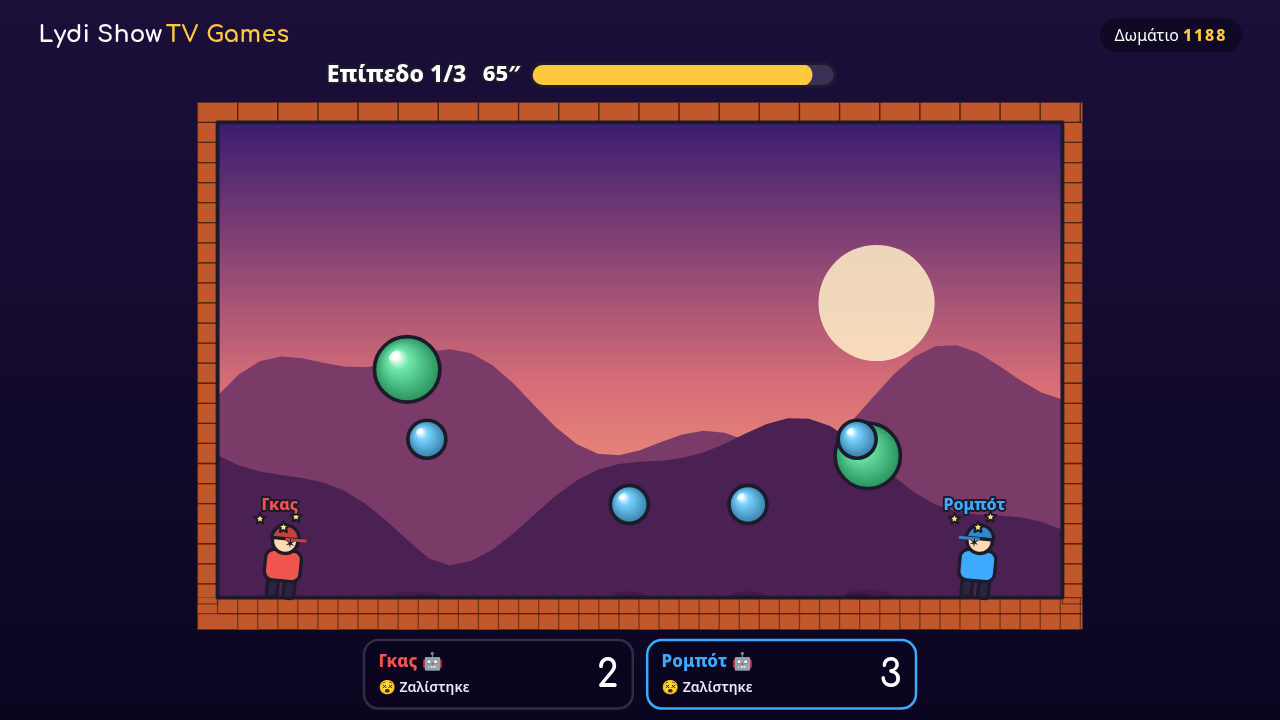 Lydi Show TV Games
Δωμάτιο 1188
Επίπεδο 1/3 65″
Γκας
Ρομπότ
Γκας 2
Ζαλίστηκε
Ρομπότ 3
Ζαλίστηκε